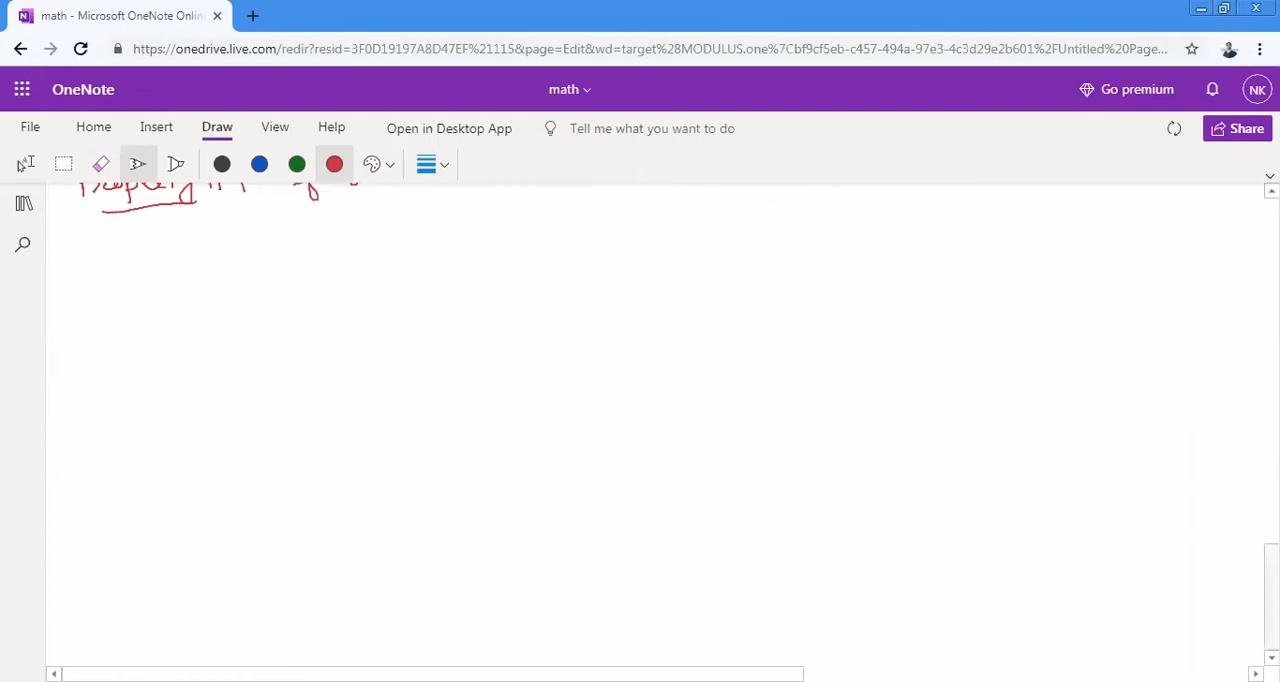 math - Microsoft OneNote Onlin
https://onedrive.live.com/redir?resid=3F0D19197A8D47EF%21115&page=Edit&wd=target%28MODULUS.one%7Cbf9cf5eb-c457-494a-97e3-4c3d29e2b601%2FUntitled%20Page...
OneNote
math
Go premium
NK
File Home Insert Draw View Help Open in Desktop App Tell me what you want to do
Share
Property